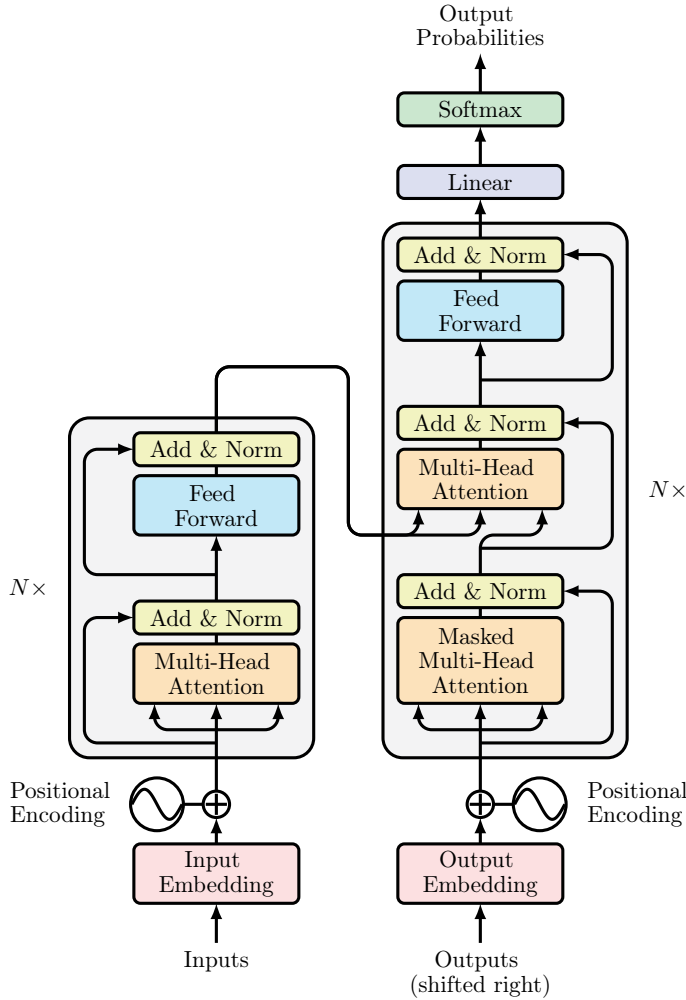 Output
Probabilities
Softmax
Linear
Add & Norm
Feed
Forward
Add & Norm
Multi-Head
Attention
N×
Add & Norm
Masked
Multi-Head
Attention
Add & Norm
Feed
Forward
N×
Add & Norm
Multi-Head
Attention
Positional
Encoding
Positional
Encoding
Input
Embedding
Output
Embedding
Inputs
Outputs
(shifted right)